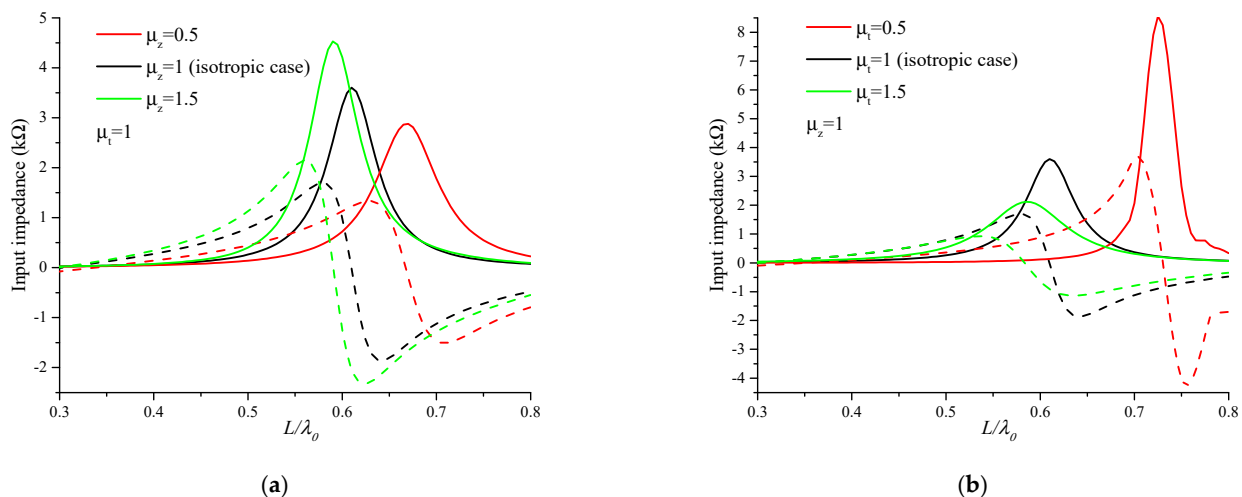 5
4
3
2
1
0
-1
-2
Input impedance (kΩ)
μz=0.5
μz=1 (isotropic case)
μz=1.5
μt=1
0.3 0.4 0.5 0.6 0.7 0.8
L/λ0
(a)
8
7
6
5
4
3
2
1
0
-1
-2
-3
-4
Input impedance (kΩ)
μt=0.5
μt=1 (isotropic case)
μt=1.5
μz=1
0.3 0.4 0.5 0.6 0.7 0.8
L/λ0
(b)